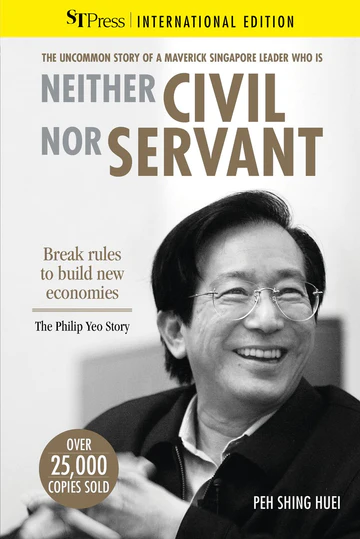 STPress | INTERNATIONAL EDITION
THE UNCOMMON STORY OF A MAVERICK SINGAPORE LEADER WHO IS
NEITHER CIVIL
NOR SERVANT
Break rules
to build new
economies
The Philip Yeo Story
OVER
25,000
COPIES SOLD
PEH SHING HUEI